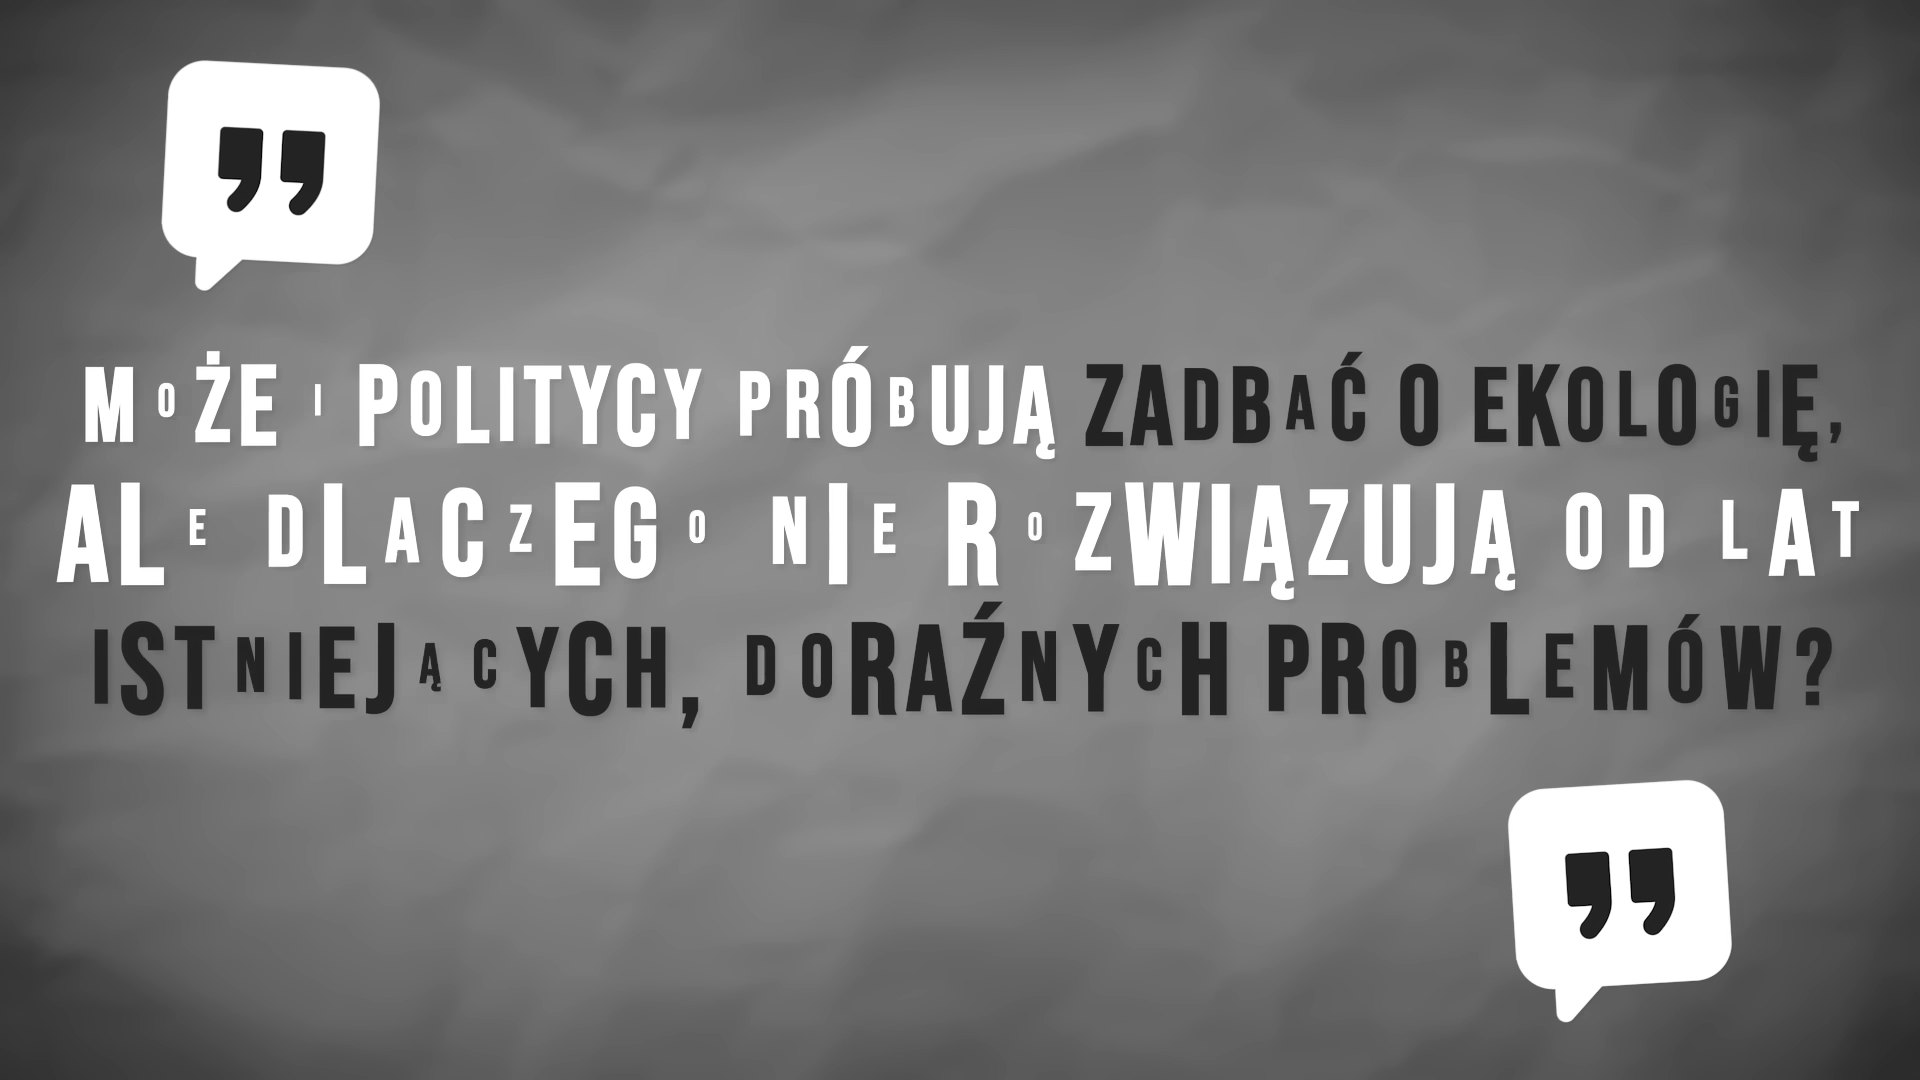 MOŻE I POLITYCY PRÓBUJĄ ZADBAĆ O EKOLOGIĘ,
ALE DLACZEGO NIE ROZWIĄZUJĄ OD LAT
ISTNIEJĄCYCH, DORAŹNYCH PROBLEMÓW?